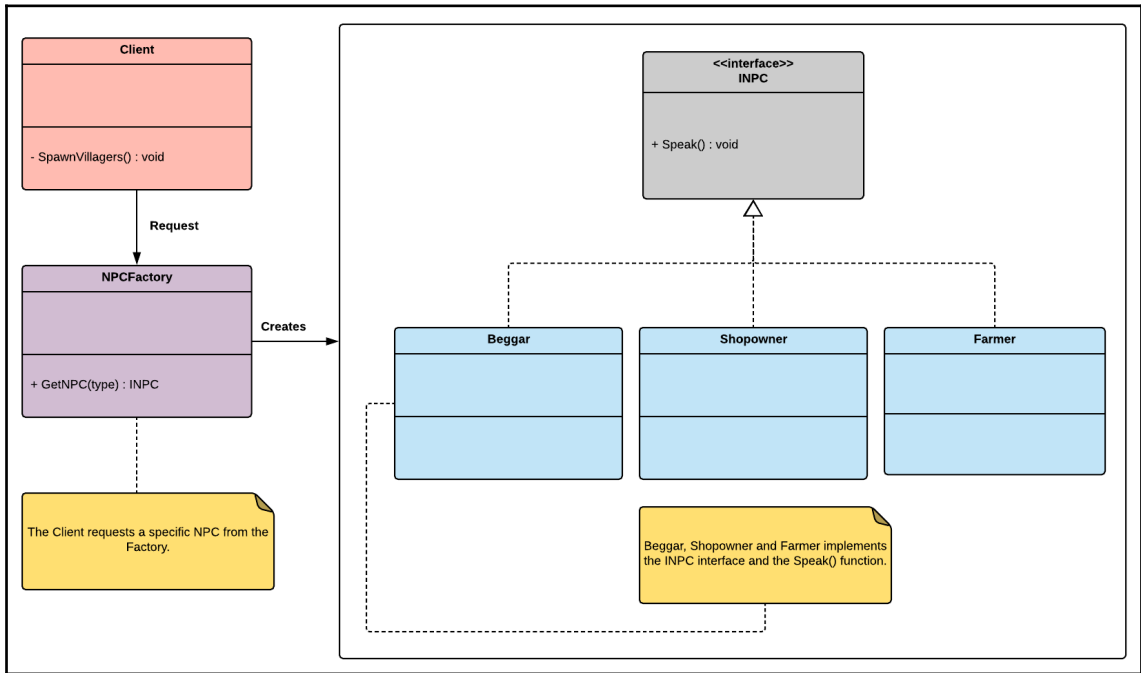 Client
- SpawnVillagers() : void
Request
NPCFactory
+ GetNPC(type) : INPC
Creates
The Client requests a specific NPC from the
Factory.
<<interface>>
INPC
+ Speak() : void
Beggar
Shopowner
Farmer
Beggar, Shopowner and Farmer implements
the INPC interface and the Speak() function.